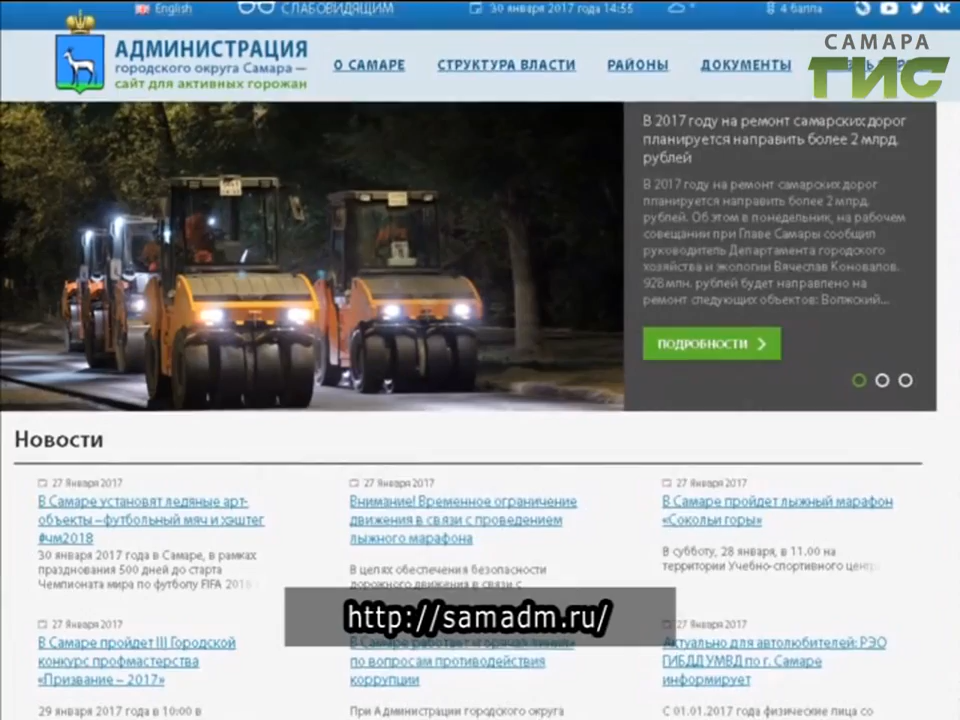 English
СЛАБОВИДЯЩИМ
30 января 2017 года 14:55
4 балла
САМАРА
ГИС
АДМИНИСТРАЦИЯ
городского округа Самара —
сайт для активных горожан
О САМАРЕ
СТРУКТУРА ВЛАСТИ
РАЙОНЫ
ДОКУМЕНТЫ
В 2017 году на ремонт самарских дорог
планируется направить более 2 млрд.
рублей
В 2017 году на ремонт самарских дорог
планируется направить более 2 млрд.
рублей. Об этом в понедельник, на рабочем
совещании при Главе Самары сообщил
руководитель Департамента городского
хозяйства и экологии Вячеслав Коновалов.
928 млн. рублей будет направлено на
ремонт следующих объектов: Волжский...
ПОДРОБНОСТИ
Новости
27 Января 2017
В Самаре установят ледяные арт-
объекты – футбольный мяч и хэштег
#чм2018
30 января 2017 года в Самаре, в рамках
празднования 500 дней до старта
Чемпионата мира по футболу FIFA 2018
27 Января 2017
Внимание! Временное ограничение
движения в связи с проведением
лыжного марафона
В целях обеспечения безопасности
дорожного движения в связи с
27 Января 2017
В Самаре пройдет лыжный марафон
«Сокольи горы»
В субботу, 28 января, в 11.00 на
территории Учебно-спортивного
http://samadm.ru/
27 Января 2017
В Самаре пройдет III Городской
конкурс профмастерства
«Призвание – 2017»
29 января 2017 года в 10:00 в
В Самаре работает «горячая линия»
по вопросам противодействия
коррупции
При Администрации городского округа
27 Января 2017
Актуально для автолюбителей: РЭО
ГИБДД УМВД по г. Самаре
информирует
С 01.01.2017 года физические лица со